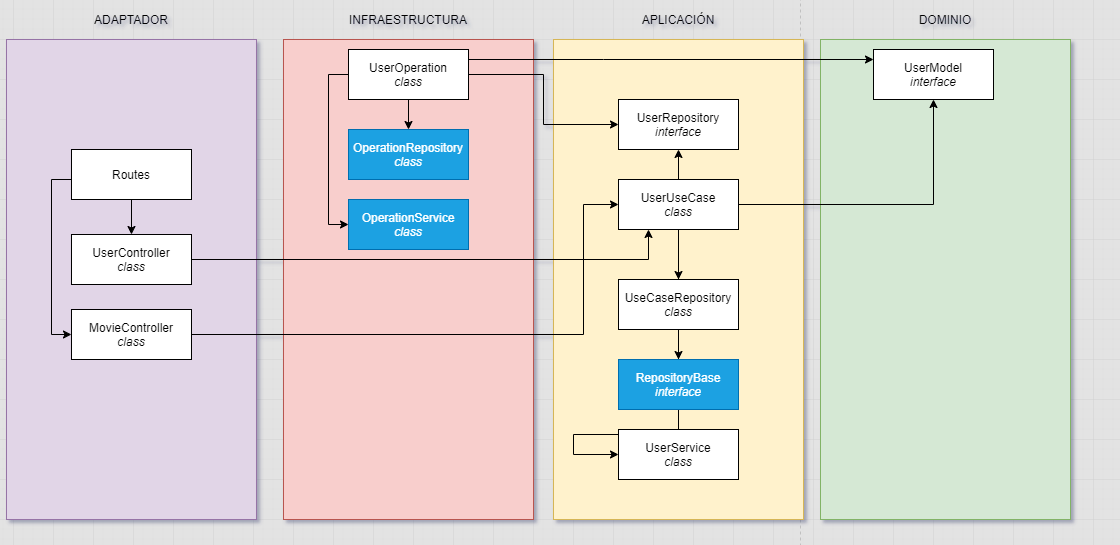 ADAPTADOR
INFRAESTRUCTURA
APLICACIÓN
DOMINIO
Routes
UserController
class
MovieController
class
UserOperation
class
OperationRepository
class
OperationService
class
UserRepository
interface
UserUseCase
class
UseCaseRepository
class
RepositoryBase
interface
UserService
class
UserModel
interface